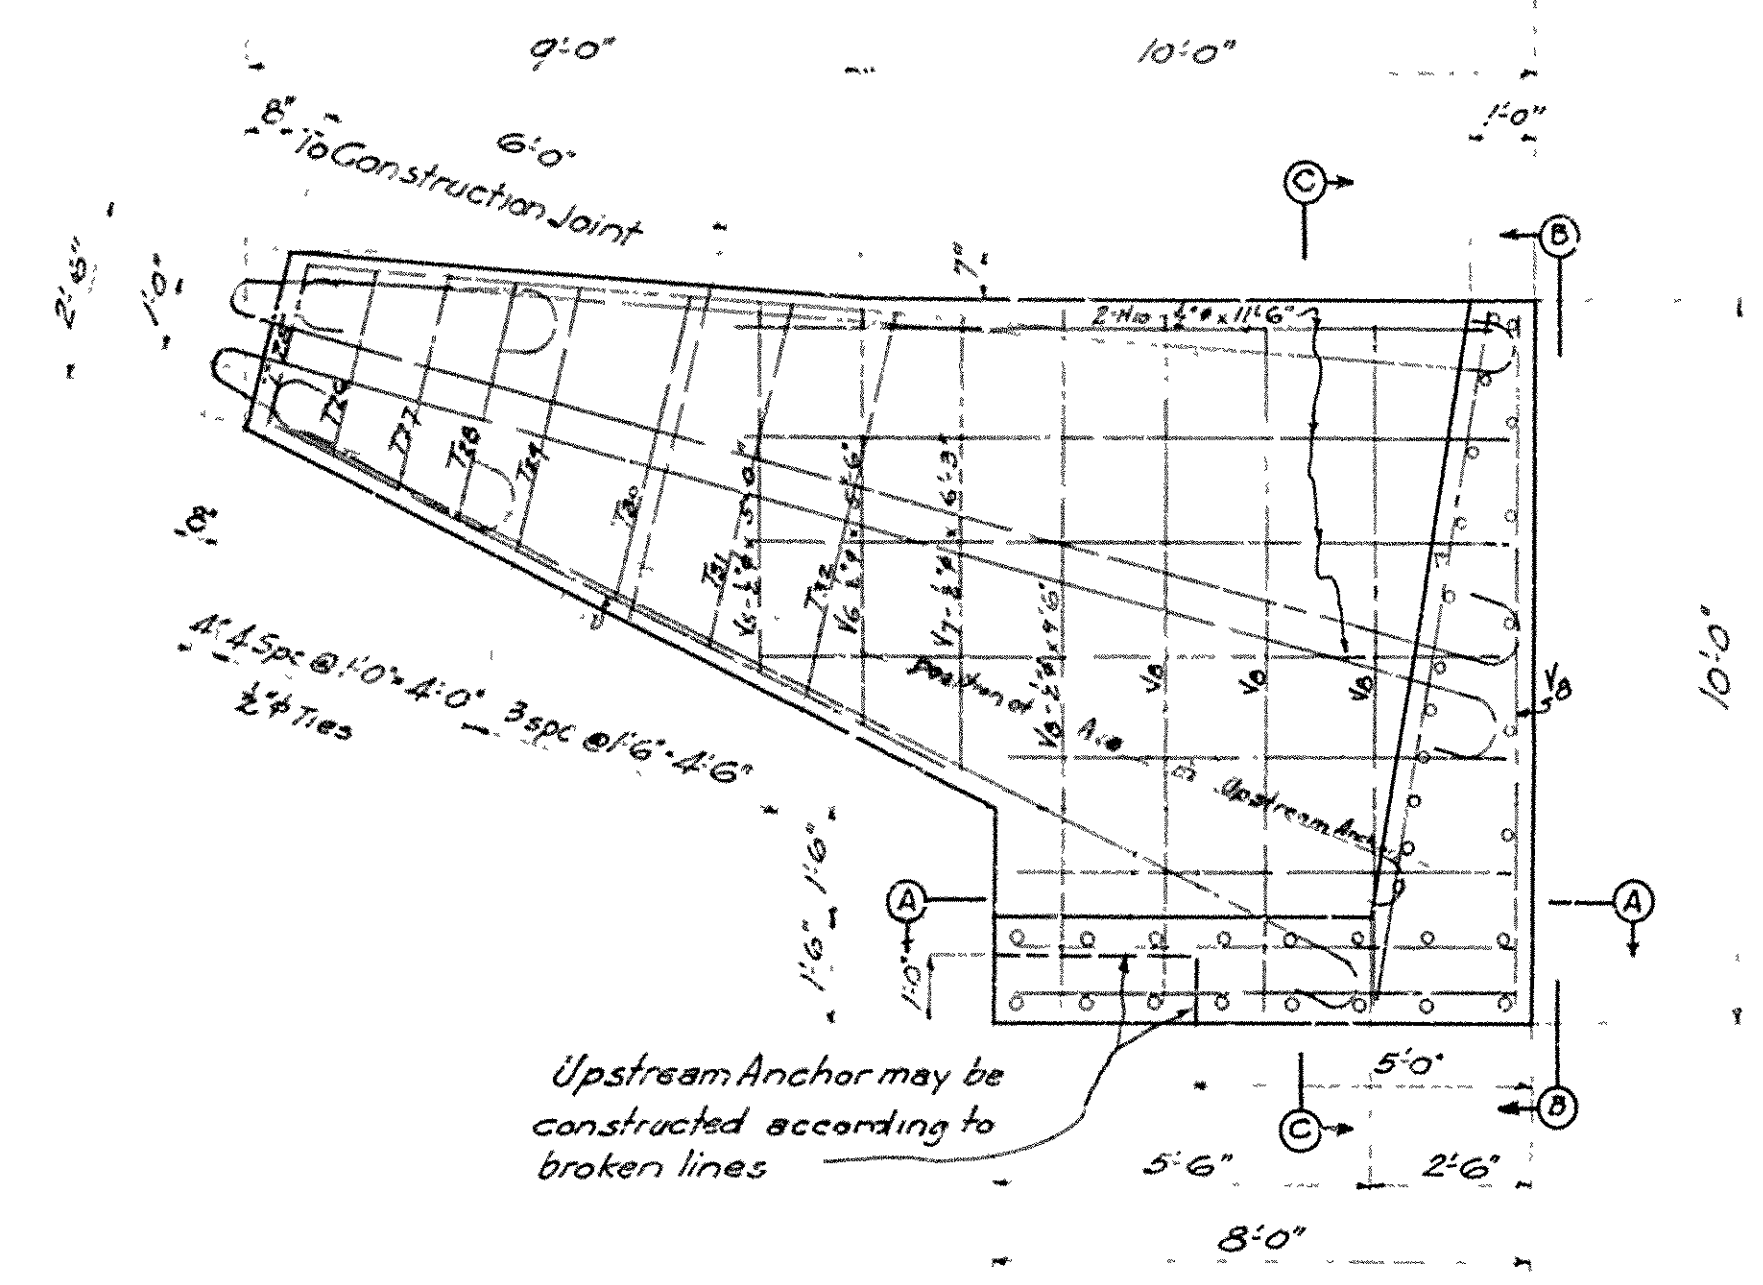 9'-0"
10'-0"
8"
1'-0"
6'-0"
To Construction Joint
C
B
2'-6"
1'-0"
7"
2-H10-½"φ x 11'-6"
T25
T26
T27
T28
T29
T30
T31
T32
V5-½"φ x 5'-0"
V6 ½"φ x 5'-6"
V7-½"φ x 6'-3"
V8-½"φ x 9'6"
V8
V8
V8
V8
8"
10'-0"
4" 4 Spc @ 1'-0"= 4'-0" 3 spc @ 1'-6"= 4'-6"
½"φ Ties
Position of
Upstream Anch
1'-6"
1'-6"
1'-0"
A
A
Upstream Anchor may be
constructed according to
broken lines
5'-0"
B
C
5'-6"
2'-6"
8'-0"